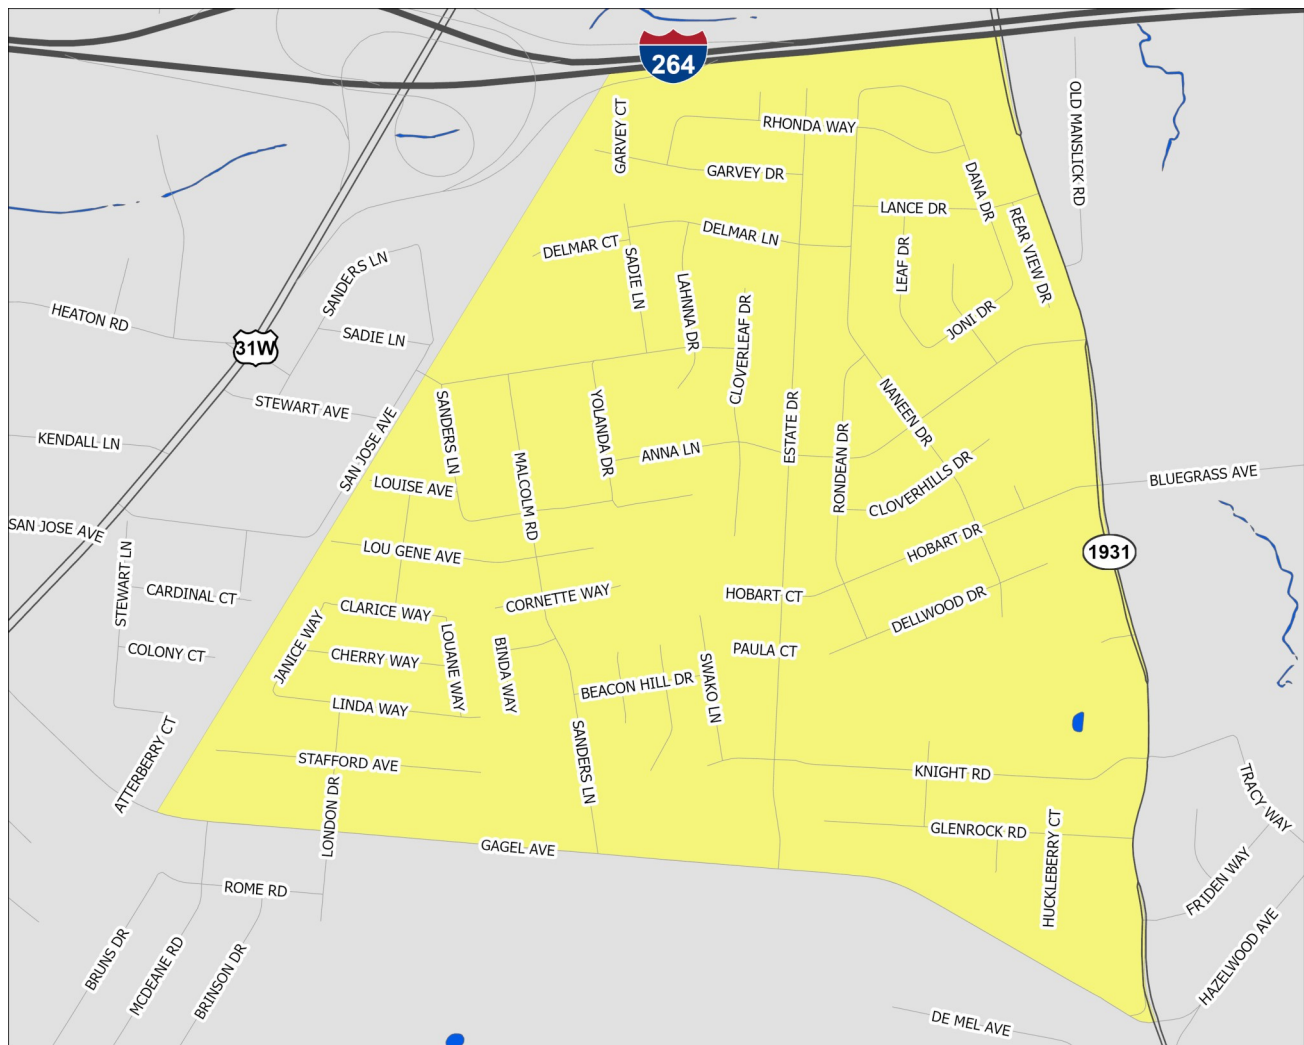 264
GARVEY CT
RHONDA WAY
OLD MANSLICK RD
GARVEY DR
DANA DR
LANCE DR
REAR VIEW DR
DELMAR CT
DELMAR LN
LEAF DR
SANDERS LN
SADIE LN
LAHNNA DR
HEATON RD
31W
SADIE LN
CLOVERLEAF DR
JONI DR
STEWART AVE
SAN JOSE AVE
SANDERS LN
YOLANDA DR
ESTATE DR
NANEEN DR
KENDALL LN
ANNA LN
RONDEAN DR
CLOVERHILLS DR
BLUEGRASS AVE
LOUISE AVE
MALCOLM RD
SAN JOSE AVE
LOU GENE AVE
HOBART DR
1931
STEWART LN
CARDINAL CT
CLARICE WAY
CORNETTE WAY
HOBART CT
DELLWOOD DR
COLONY CT
JANICE WAY
CHERRY WAY
LOUANE WAY
BINDA WAY
PAULA CT
BEACON HILL DR
SWAKO LN
LINDA WAY
ATTERBERRY CT
STAFFORD AVE
SANDERS LN
KNIGHT RD
TRACY WAY
LONDON DR
GAGEL AVE
GLENROCK RD
HUCKLEBERRY CT
ROME RD
FRIDEN WAY
BRUNS DR
MCDEANE RD
BRINSON DR
HAZELWOOD AVE
DE MEL AVE